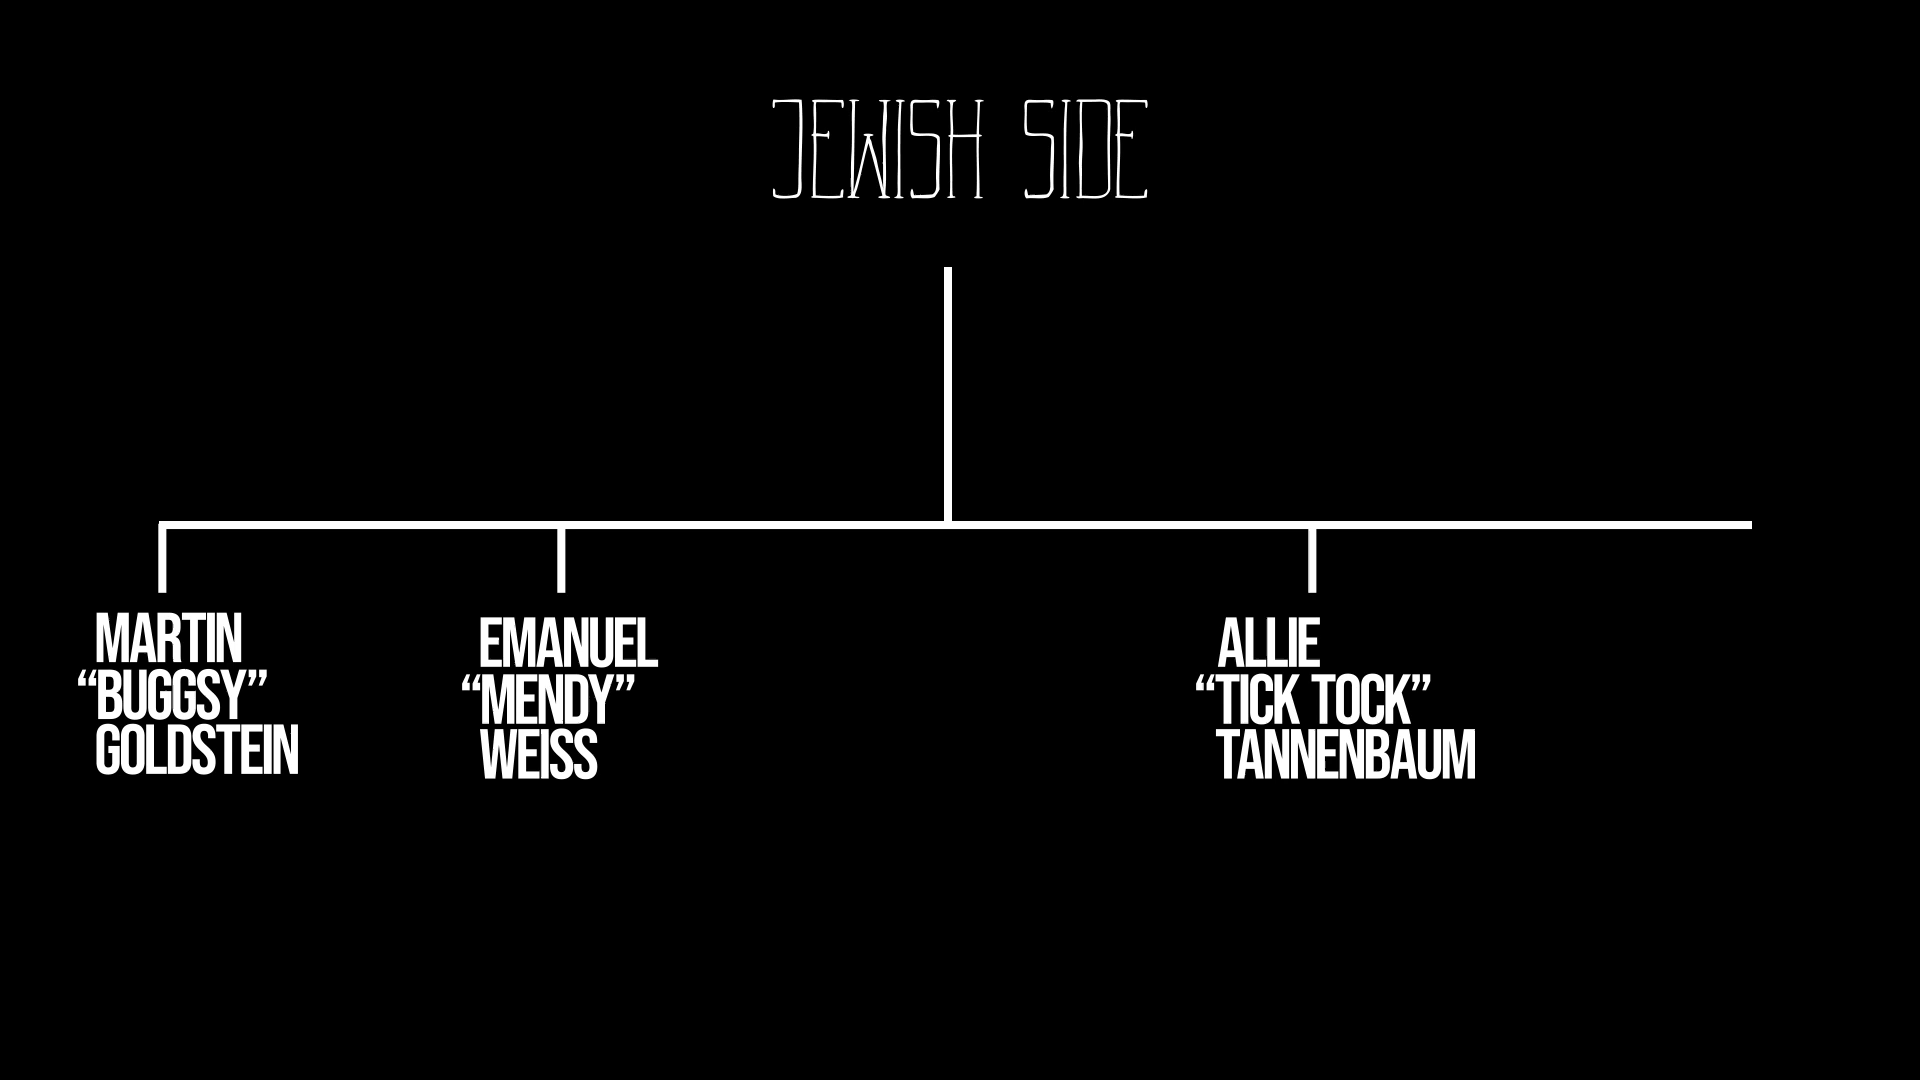 JEWISH SIDE
MARTIN
“BUGGSY”
GOLDSTEIN
EMANUEL
“MENDY”
WEISS
ALLIE
“TICK TOCK”
TANNENBAUM